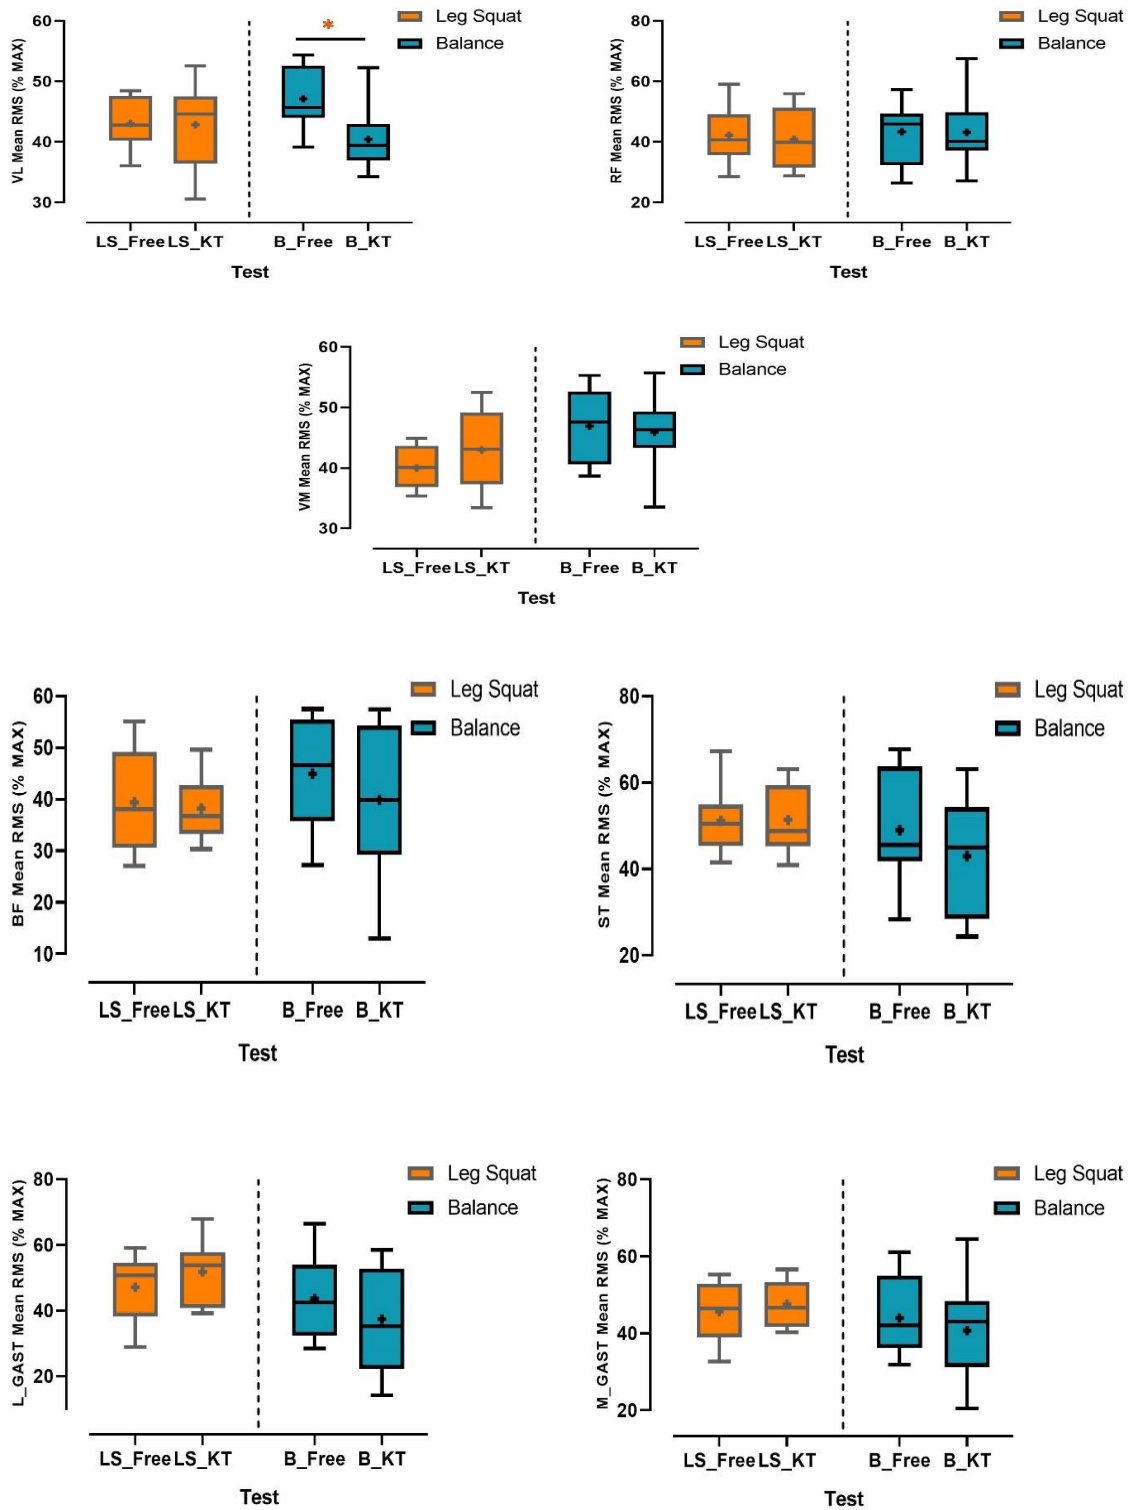 60
50
40
30
VL Mean RMS (% MAX)
*
Leg Squat
Balance
LS_Free LS_KT B_Free B_KT
Test
80
60
40
20
RF Mean RMS (% MAX)
Leg Squat
Balance
LS_Free LS_KT B_Free B_KT
Test
60
50
40
30
VM Mean RMS (% MAX)
Leg Squat
Balance
LS_Free LS_KT B_Free B_KT
Test
60
50
40
30
20
10
BF Mean RMS (% MAX)
Leg Squat
Balance
LS_Free LS_KT B_Free B_KT
Test
80
60
40
20
ST Mean RMS (% MAX)
Leg Squat
Balance
LS_Free LS_KT B_Free B_KT
Test
80
60
40
20
L_GAST Mean RMS (% MAX)
Leg Squat
Balance
LS_Free LS_KT B_Free B_KT
Test
80
60
40
20
M_GAST Mean RMS (% MAX)
Leg Squat
Balance
LS_Free LS_KT B_Free B_KT
Test